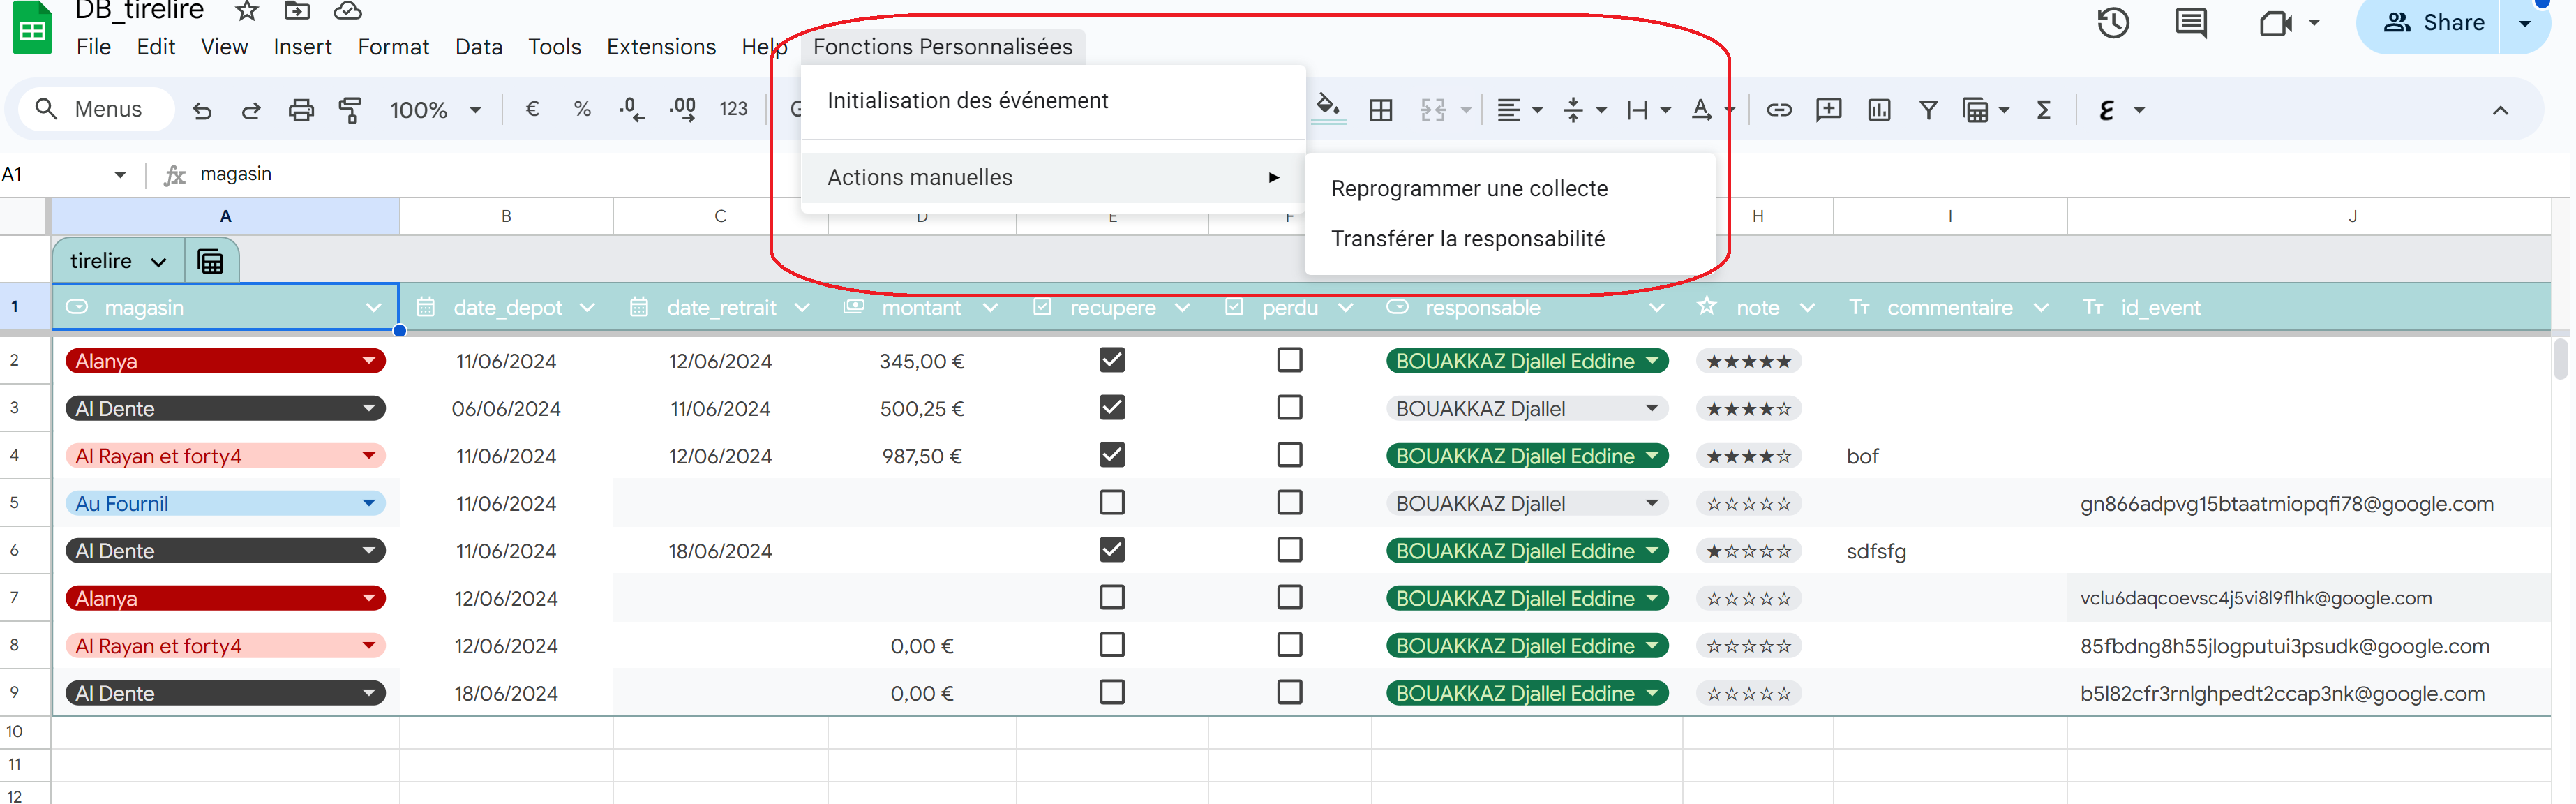 DB_tirelire
File Edit View Insert Format Data Tools Extensions Help Fonctions Personnalisées
Share
Menus 100% € % .0 .00 123
Initialisation des événement
Actions manuelles
Reprogrammer une collecte
Transférer la responsabilité
A1 magasin
A B C D E F H I J
tirelire
1 magasin date_depot date_retrait montant recupere perdu responsable note commentaire id_event
2 Alanya 11/06/2024 12/06/2024 345,00 € BOUAKKAZ Djallel Eddine ★★★★★
3 Al Dente 06/06/2024 11/06/2024 500,25 € BOUAKKAZ Djallel ★★★★☆
4 Al Rayan et forty4 11/06/2024 12/06/2024 987,50 € BOUAKKAZ Djallel Eddine ★★★★☆ bof
5 Au Fournil 11/06/2024 BOUAKKAZ Djallel ☆☆☆☆☆ gn866adpvg15btaatmiopqfi78@google.com
6 Al Dente 11/06/2024 18/06/2024 BOUAKKAZ Djallel Eddine ★☆☆☆☆ sdfsfg
7 Alanya 12/06/2024 BOUAKKAZ Djallel Eddine ☆☆☆☆☆ vclu6daqcoevsc4j5vi8l9flhk@google.com
8 Al Rayan et forty4 12/06/2024 0,00 € BOUAKKAZ Djallel Eddine ☆☆☆☆☆ 85fbdng8h55jlogputui3psudk@google.com
9 Al Dente 18/06/2024 0,00 € BOUAKKAZ Djallel Eddine ☆☆☆☆☆ b5l82cfr3rnlghpedt2ccap3nk@google.com
10
11
12